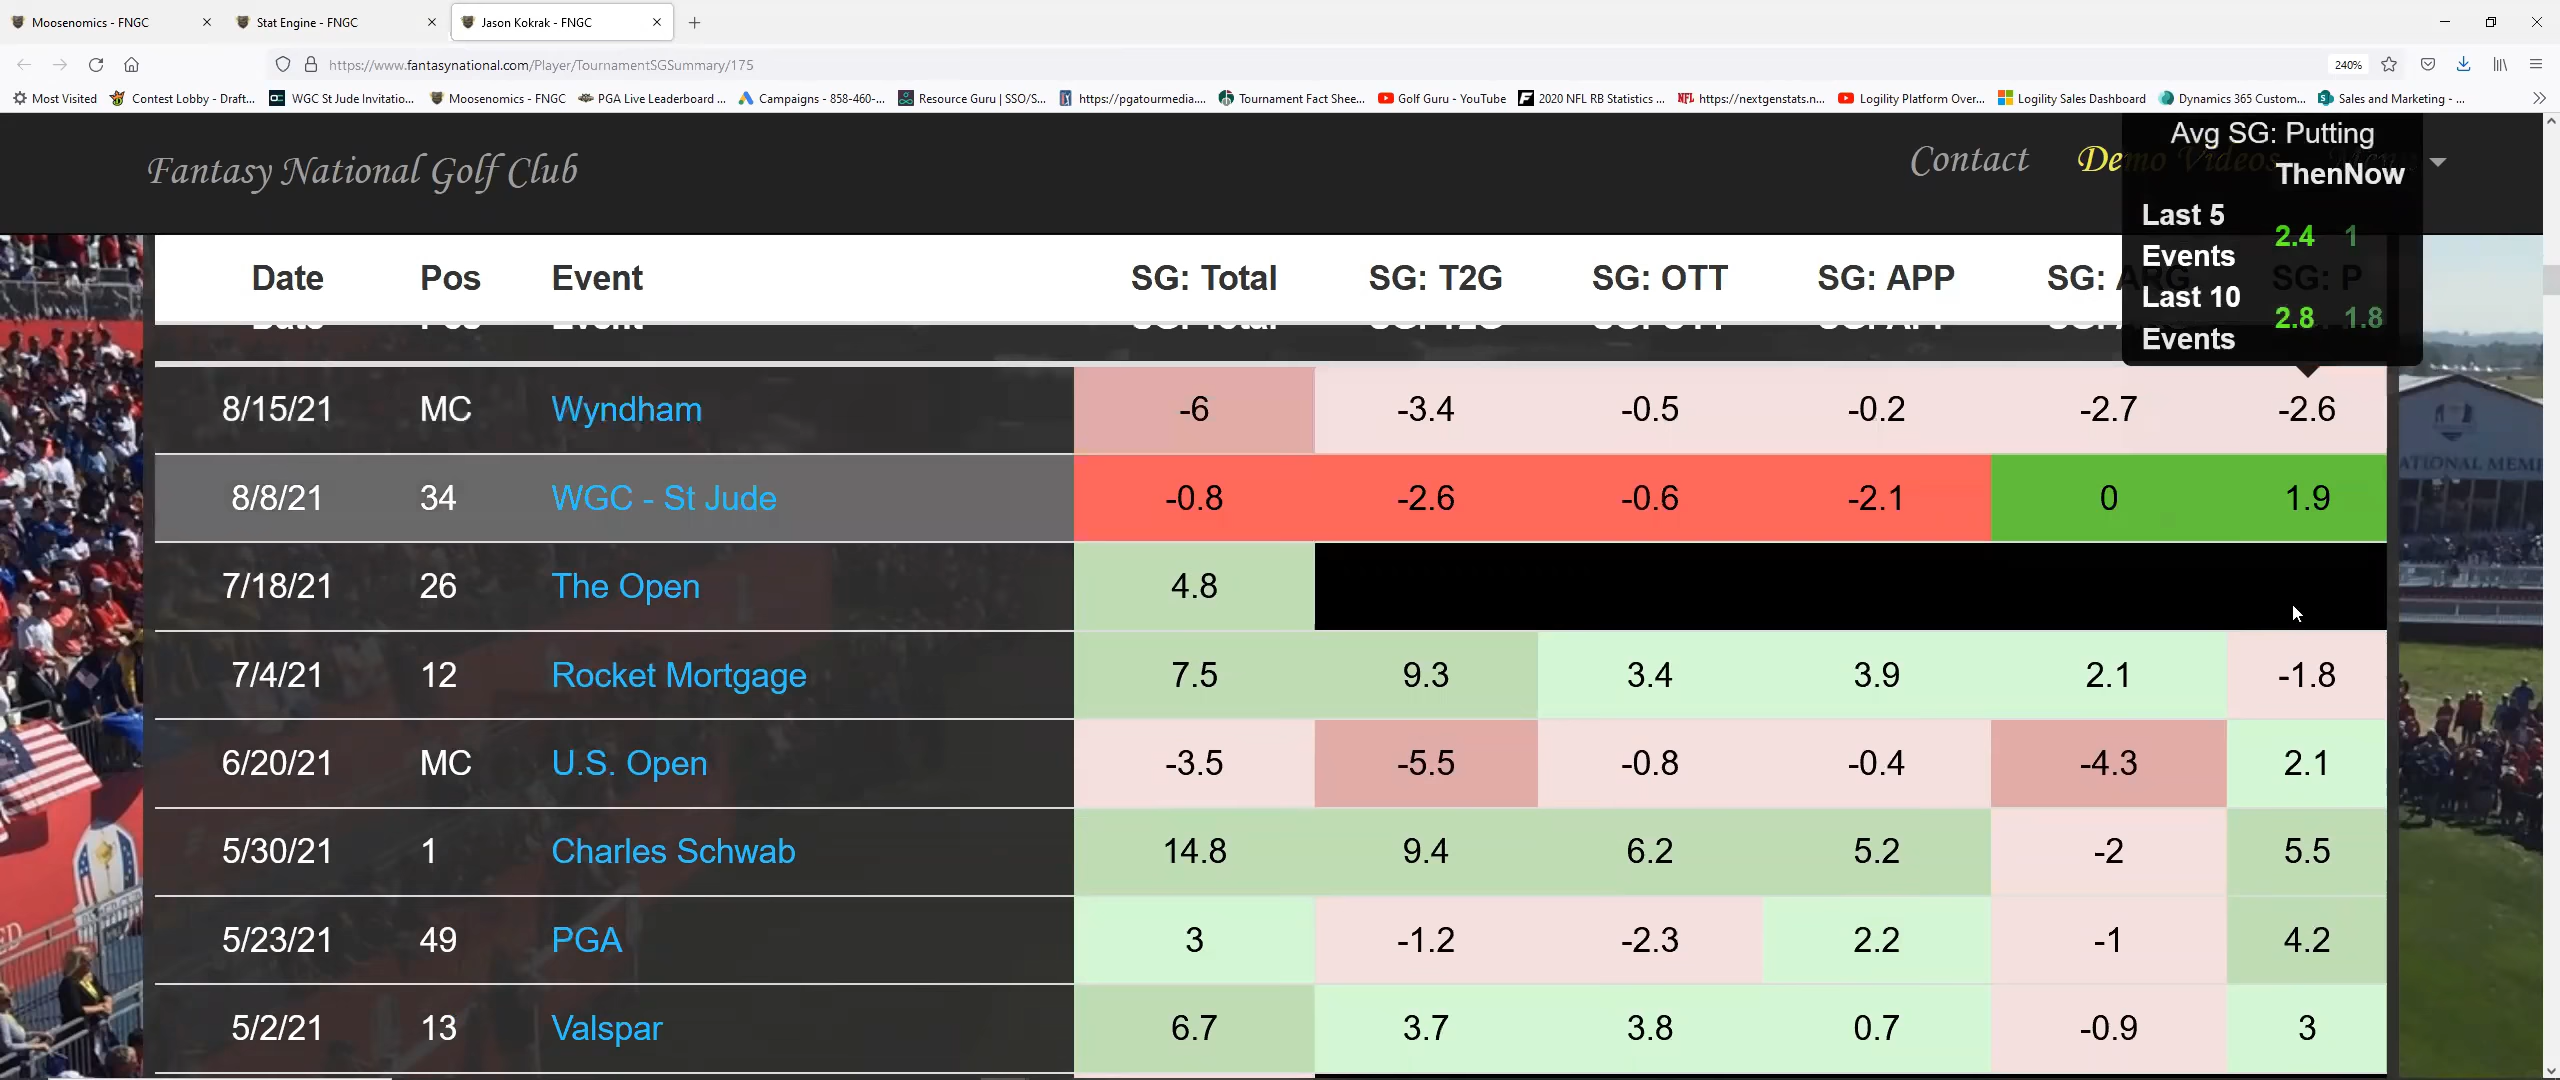 Moosenomics - FNGC
Stat Engine - FNGC
Jason Kokrak - FNGC
https://www.fantasynational.com/Player/TournamentSGSummary/175
240%
Most Visited
Contest Lobby - Draft...
WGC St Jude Invitatio...
Moosenomics - FNGC
PGA Live Leaderboard ...
Campaigns - 858-460-...
Resource Guru | SSO/S...
https://pgatourmedia....
Tournament Fact Shee...
Golf Guru - YouTube
2020 NFL RB Statistics ...
https://nextgenstats.n...
Logility Platform Over...
Logility Sales Dashboard
Dynamics 365 Custom...
Sales and Marketing - ...
Fantasy National Golf Club
Contact
Demo Videos
Avg SG: Putting
ThenNow
Last 5 Events 2.4 1
Last 10 Events 2.8 1.8
Date Pos Event SG: Total SG: T2G SG: OTT SG: APP SG: ARG SG: P
8/15/21 MC Wyndham -6 -3.4 -0.5 -0.2 -2.7 -2.6
8/8/21 34 WGC - St Jude -0.8 -2.6 -0.6 -2.1 0 1.9
7/18/21 26 The Open 4.8
7/4/21 12 Rocket Mortgage 7.5 9.3 3.4 3.9 2.1 -1.8
6/20/21 MC U.S. Open -3.5 -5.5 -0.8 -0.4 -4.3 2.1
5/30/21 1 Charles Schwab 14.8 9.4 6.2 5.2 -2 5.5
5/23/21 49 PGA 3 -1.2 -2.3 2.2 -1 4.2
5/2/21 13 Valspar 6.7 3.7 3.8 0.7 -0.9 3